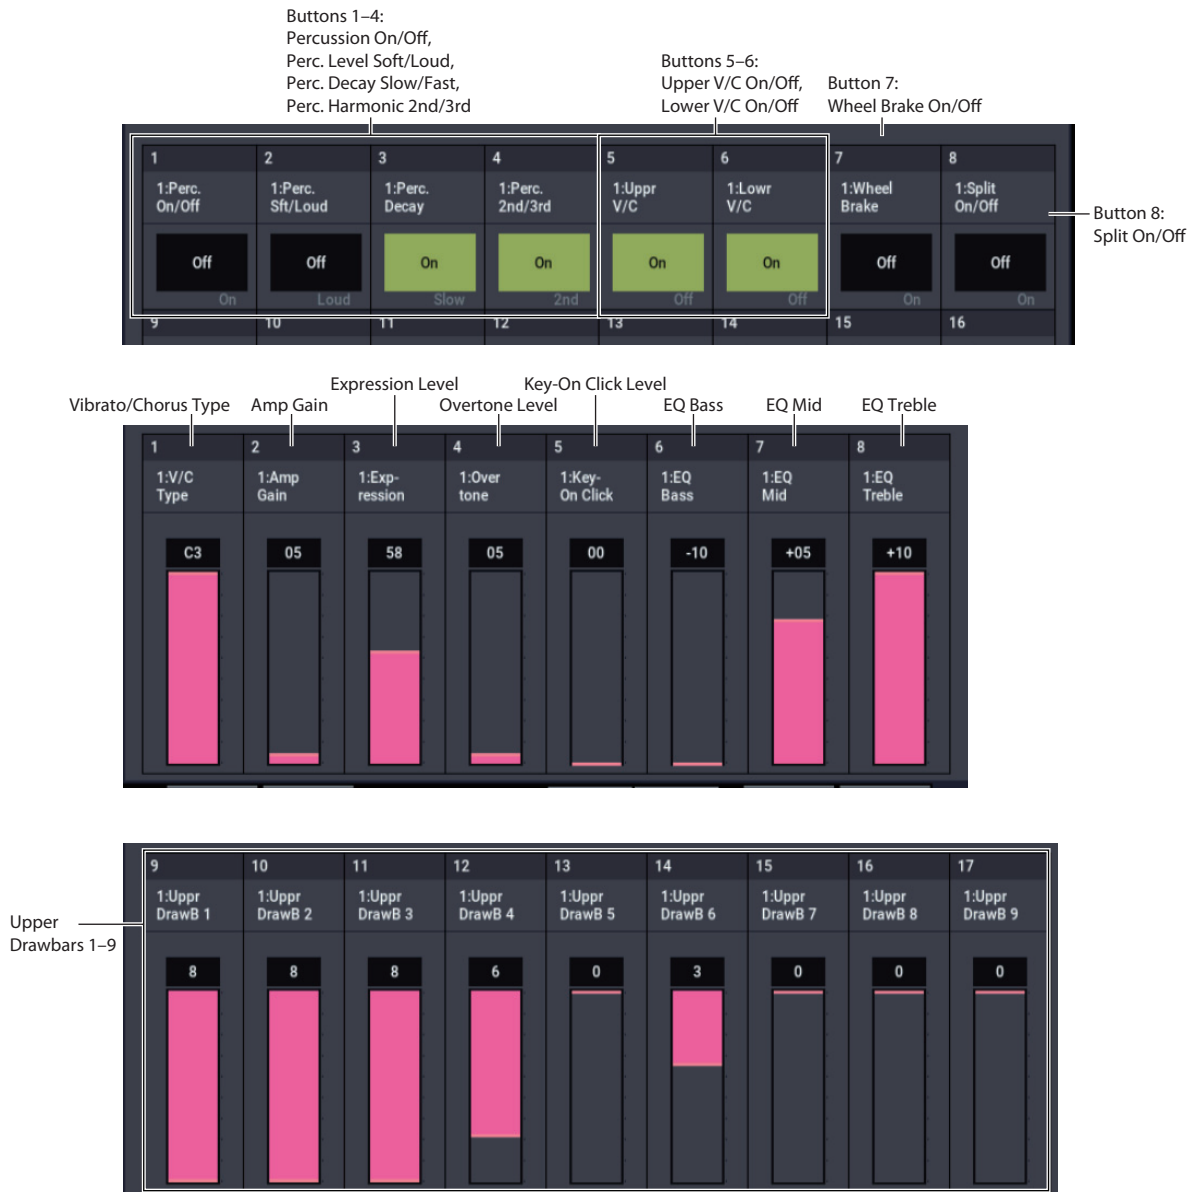 Buttons 1–4:
Percussion On/Off,
Perc. Level Soft/Loud,
Perc. Decay Slow/Fast,
Perc. Harmonic 2nd/3rd
Buttons 5–6:
Upper V/C On/Off,
Lower V/C On/Off
Button 7:
Wheel Brake On/Off
1 2 3 4 5 6 7 8
1:Perc. 1:Perc. 1:Perc. 1:Perc. 1:Uppr 1:Lowr 1:Wheel 1:Split
On/Off Sft/Loud Decay 2nd/3rd V/C V/C Brake On/Off
Button 8:
Split On/Off
Off Off On On On On Off Off
On Loud Slow 2nd Off Off On On
9 10 11 12 13 14 15 16
Expression Level Key-On Click Level
Vibrato/Chorus Type Amp Gain Overtone Level EQ Bass EQ Mid EQ Treble
1 2 3 4 5 6 7 8
1:V/C 1:Amp 1:Exp- 1:Over 1:Key- 1:EQ 1:EQ 1:EQ
Type Gain ression tone On Click Bass Mid Treble
C3 05 58 05 00 -10 +05 +10
9 10 11 12 13 14 15 16 17
1:Uppr 1:Uppr 1:Uppr 1:Uppr 1:Uppr 1:Uppr 1:Uppr 1:Uppr 1:Uppr
DrawB 1 DrawB 2 DrawB 3 DrawB 4 DrawB 5 DrawB 6 DrawB 7 DrawB 8 DrawB 9
Upper
Drawbars 1–9
8 8 8 6 0 3 0 0 0